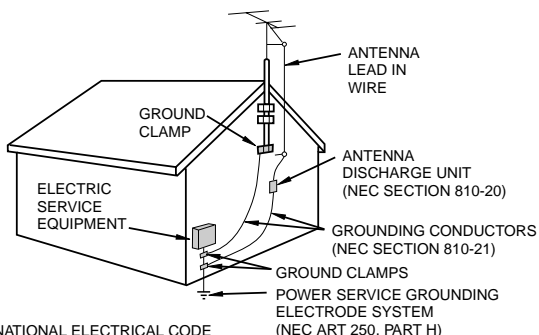 ANTENNA
LEAD IN
WIRE
GROUND
CLAMP
ANTENNA
DISCHARGE UNIT
(NEC SECTION 810-20)
ELECTRIC
SERVICE
EQUIPMENT
GROUNDING CONDUCTORS
(NEC SECTION 810-21)
GROUND CLAMPS
POWER SERVICE GROUNDING
ELECTRODE SYSTEM
(NEC ART 250, PART H)
NATIONAL ELECTRICAL CODE